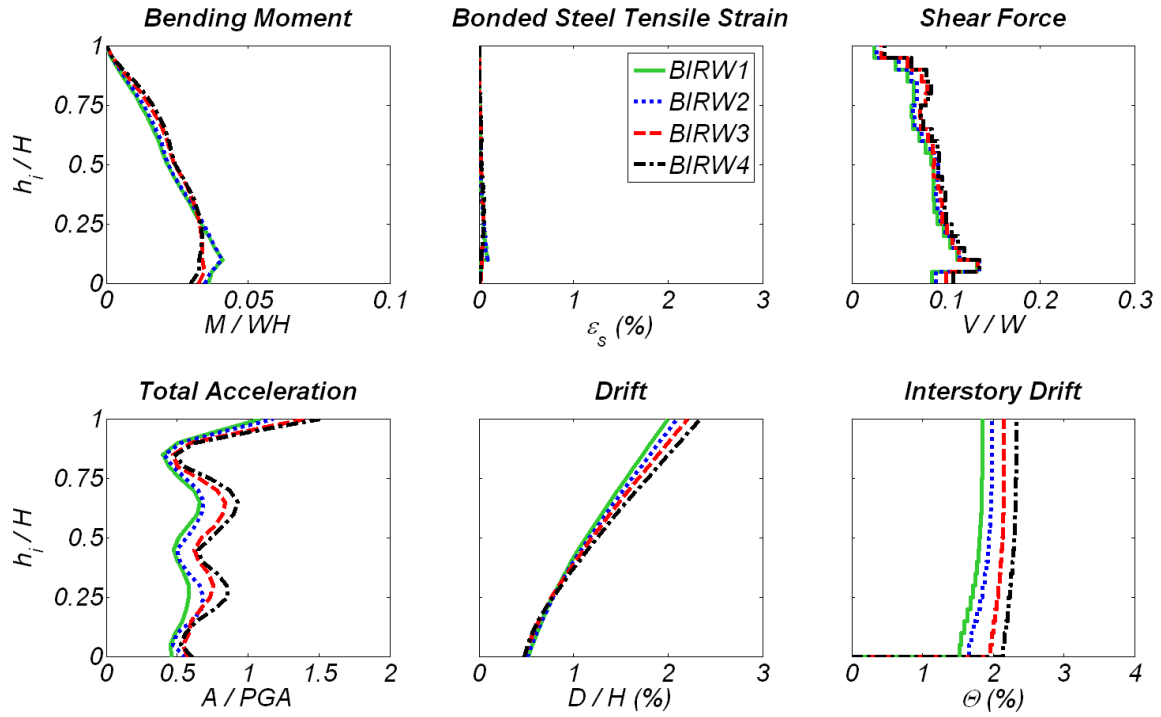 Bending Moment
Bonded Steel Tensile Strain
Shear Force
1
0.75
0.5
0.25
0
h_i / H
0 0.05 0.1
M / WH
BIRW1
BIRW2
BIRW3
BIRW4
0 1 2 3
ε_s (%)
0 0.1 0.2 0.3
V / W
Total Acceleration
Drift
Interstory Drift
1
0.75
0.5
0.25
0
h_i / H
0 0.5 1 1.5 2
A / PGA
0 1 2 3
D / H (%)
0 1 2 3 4
Θ (%)